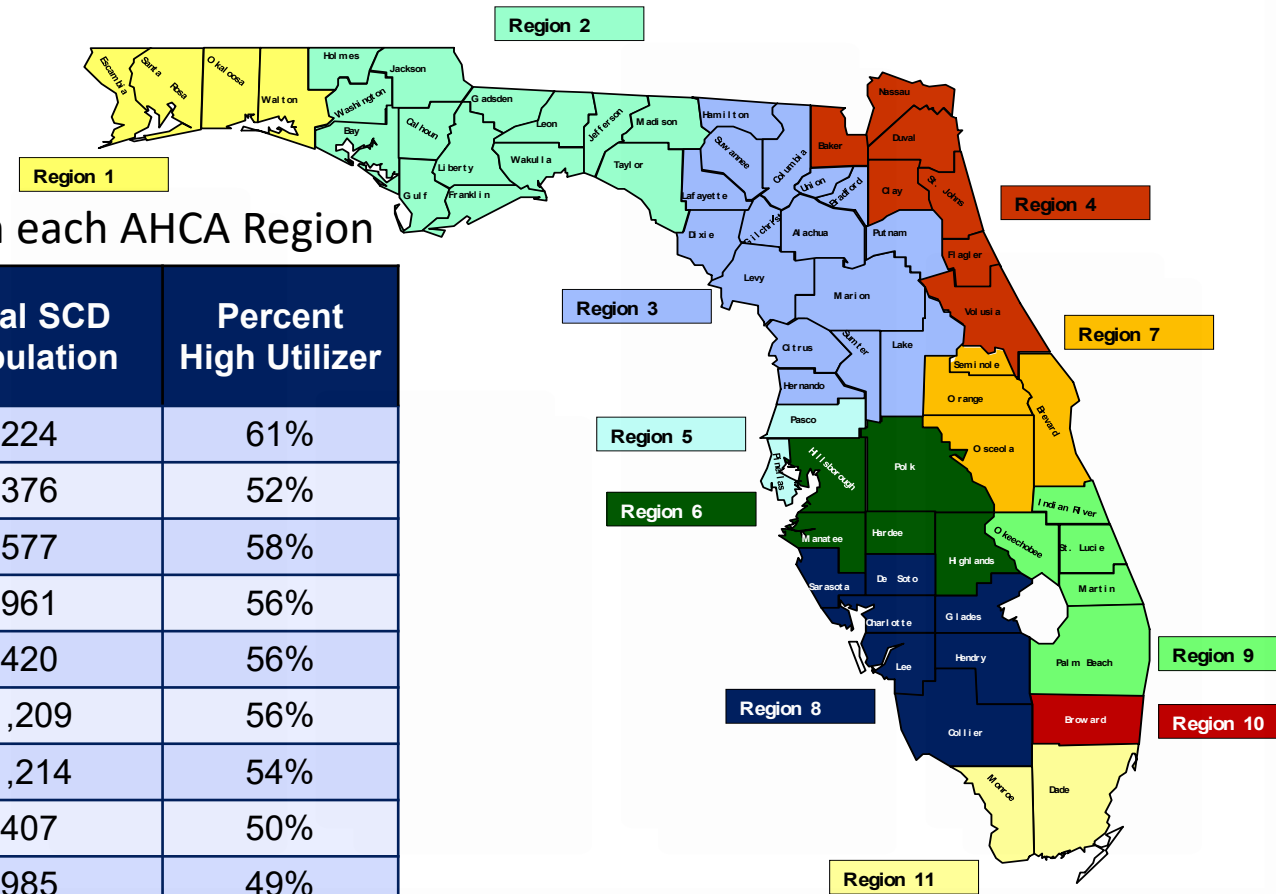 Region 2
Holmes
Jackson
Escambia
Santa Rosa
Okaloosa
Walton
Washington
Gadsden
Nassau
Bay
Calhoun
Leon
Jefferson
Madison
Hamilton
Duval
Liberty
Wakulla
Taylor
Suwannee
Columbia
Baker
Region 1
Gulf
Franklin
Lafayette
Union
Bradford
Clay
St. Johns
Region 4
n each AHCA Region
Dixie
Gilchrist
Alachua
Putnam
Flagler
Levy
Marion
Region 3
Volusia
Region 7
Citrus
Sumter
Lake
Seminole
Hernando
Orange
Brevard
Pasco
Region 5
Pinellas
Hillsborough
Polk
Osceola
Region 6
Indian River
Manatee
Hardee
Okeechobee
St. Lucie
Highlands
Sarasota
De Soto
Martin
Charlotte
Glades
Lee
Hendry
Palm Beach
Region 9
Region 8
Collier
Broward
Region 10
Monroe
Dade
Region 11
al SCD
pulation
Percent
High Utilizer
224 61%
376 52%
577 58%
961 56%
420 56%
,209 56%
,214 54%
407 50%
985 49%